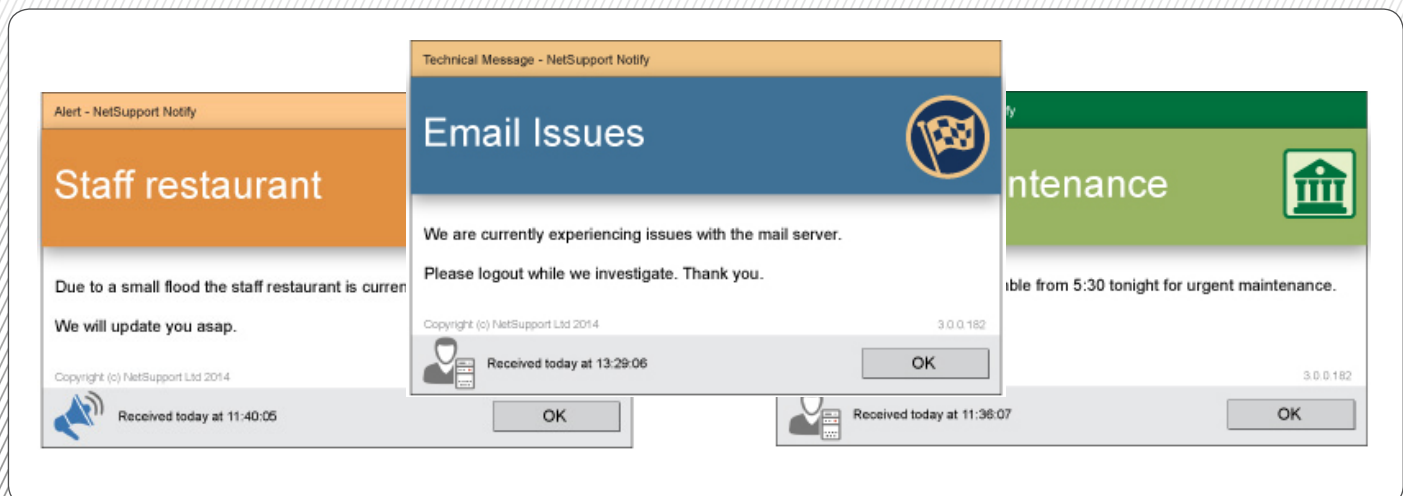 Alert - NetSupport Notify
Staff restaurant
Due to a small flood the staff restaurant is
We will update you asap.
Copyright (c) NetSupport Ltd 2014
Received today at 11:40:05
OK
Technical Message - NetSupport Notify
Email Issues
We are currently experiencing issues with the mail server.
Please logout while we investigate. Thank you.
Copyright (c) NetSupport Ltd 2014
3.0.0.182
Received today at 13:29:06
OK
from 5:30 tonight for urgent maintenance.
3.0.0.182
Received today at 11:36:07
OK